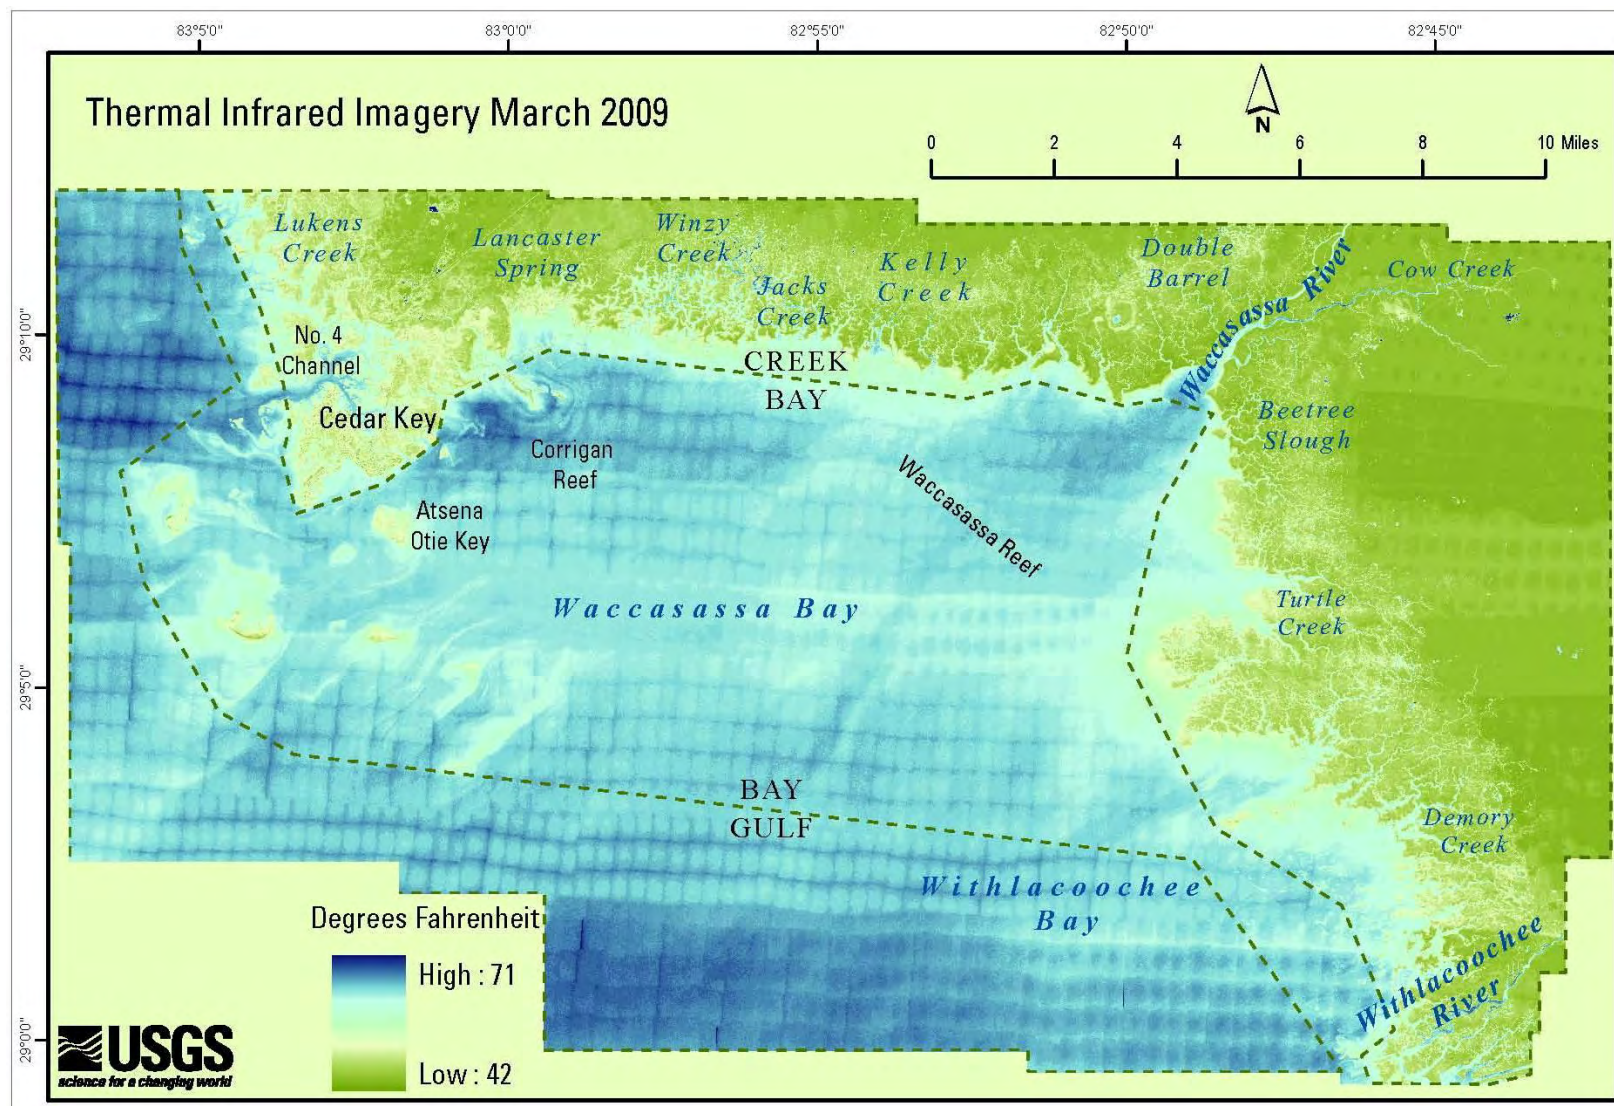 83°5'0"
83°0'0"
82°55'0"
82°50'0"
82°45'0"
Thermal Infrared Imagery March 2009
N
0 2 4 6 8 10 Miles
Lukens
Creek
Lancaster
Spring
Winzy
Creek
Jacks
Creek
Kelly
Creek
Double
Barrel
Waccasassa River
Cow Creek
29°10'0"
No. 4
Channel
CREEK
BAY
Cedar Key
Corrigan
Reef
Beetree
Slough
Waccasassa Reef
Atsena
Otie Key
Waccasassa Bay
Turtle
Creek
29°5'0"
BAY
GULF
Demory
Creek
Withlacoochee
Bay
Withlacoochee
River
Degrees Fahrenheit
High : 71
Low : 42
29°0'0"
USGS
science for a changing world